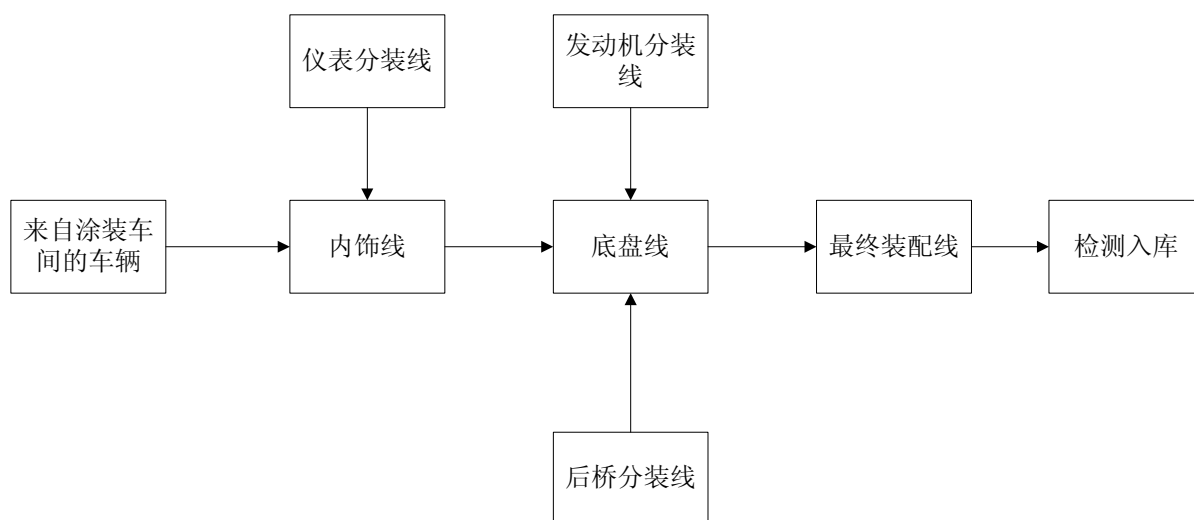 仪表分装线
发动机分装
线
来自涂装车
间的车辆
内饰线
底盘线
最终装配线
检测入库
后桥分装线